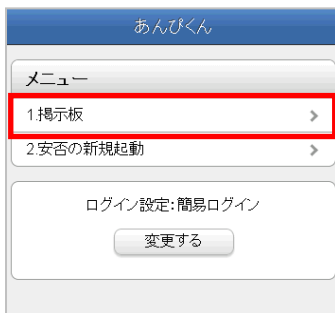 あんぴくん
メニュー
1.掲示板
2.安否の新規起動
ログイン設定:簡易ログイン
変更する